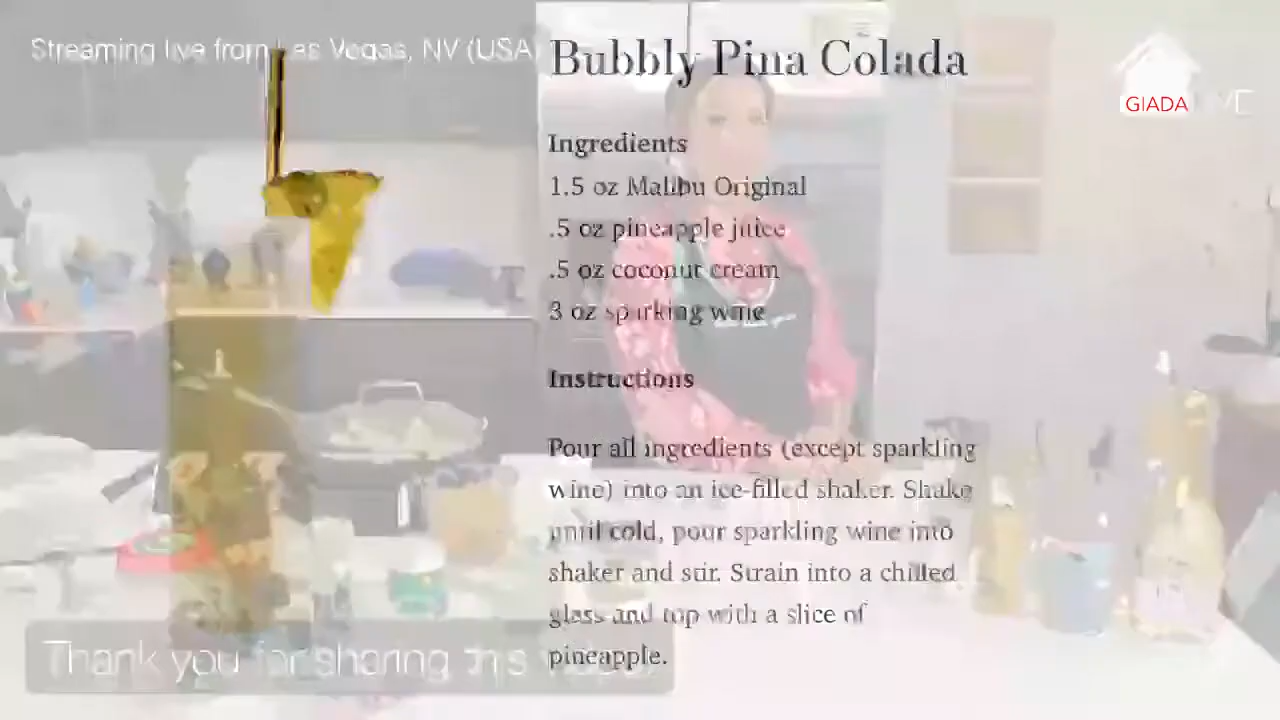 Streaming live from Las Vegas, NV (USA)
Bubbly Pina Colada
GIADA LIVE
Ingredients
1.5 oz Malibu Original
.5 oz pineapple juice
.5 oz coconut cream
3 oz sparking wine
Instructions
Pour all ingredients (except sparkling
wine) into an ice-filled shaker. Shake
until cold, pour sparkling wine into
shaker and stir. Strain into a chilled
glass and top with a slice of
pineapple.
Thank you for sharing this